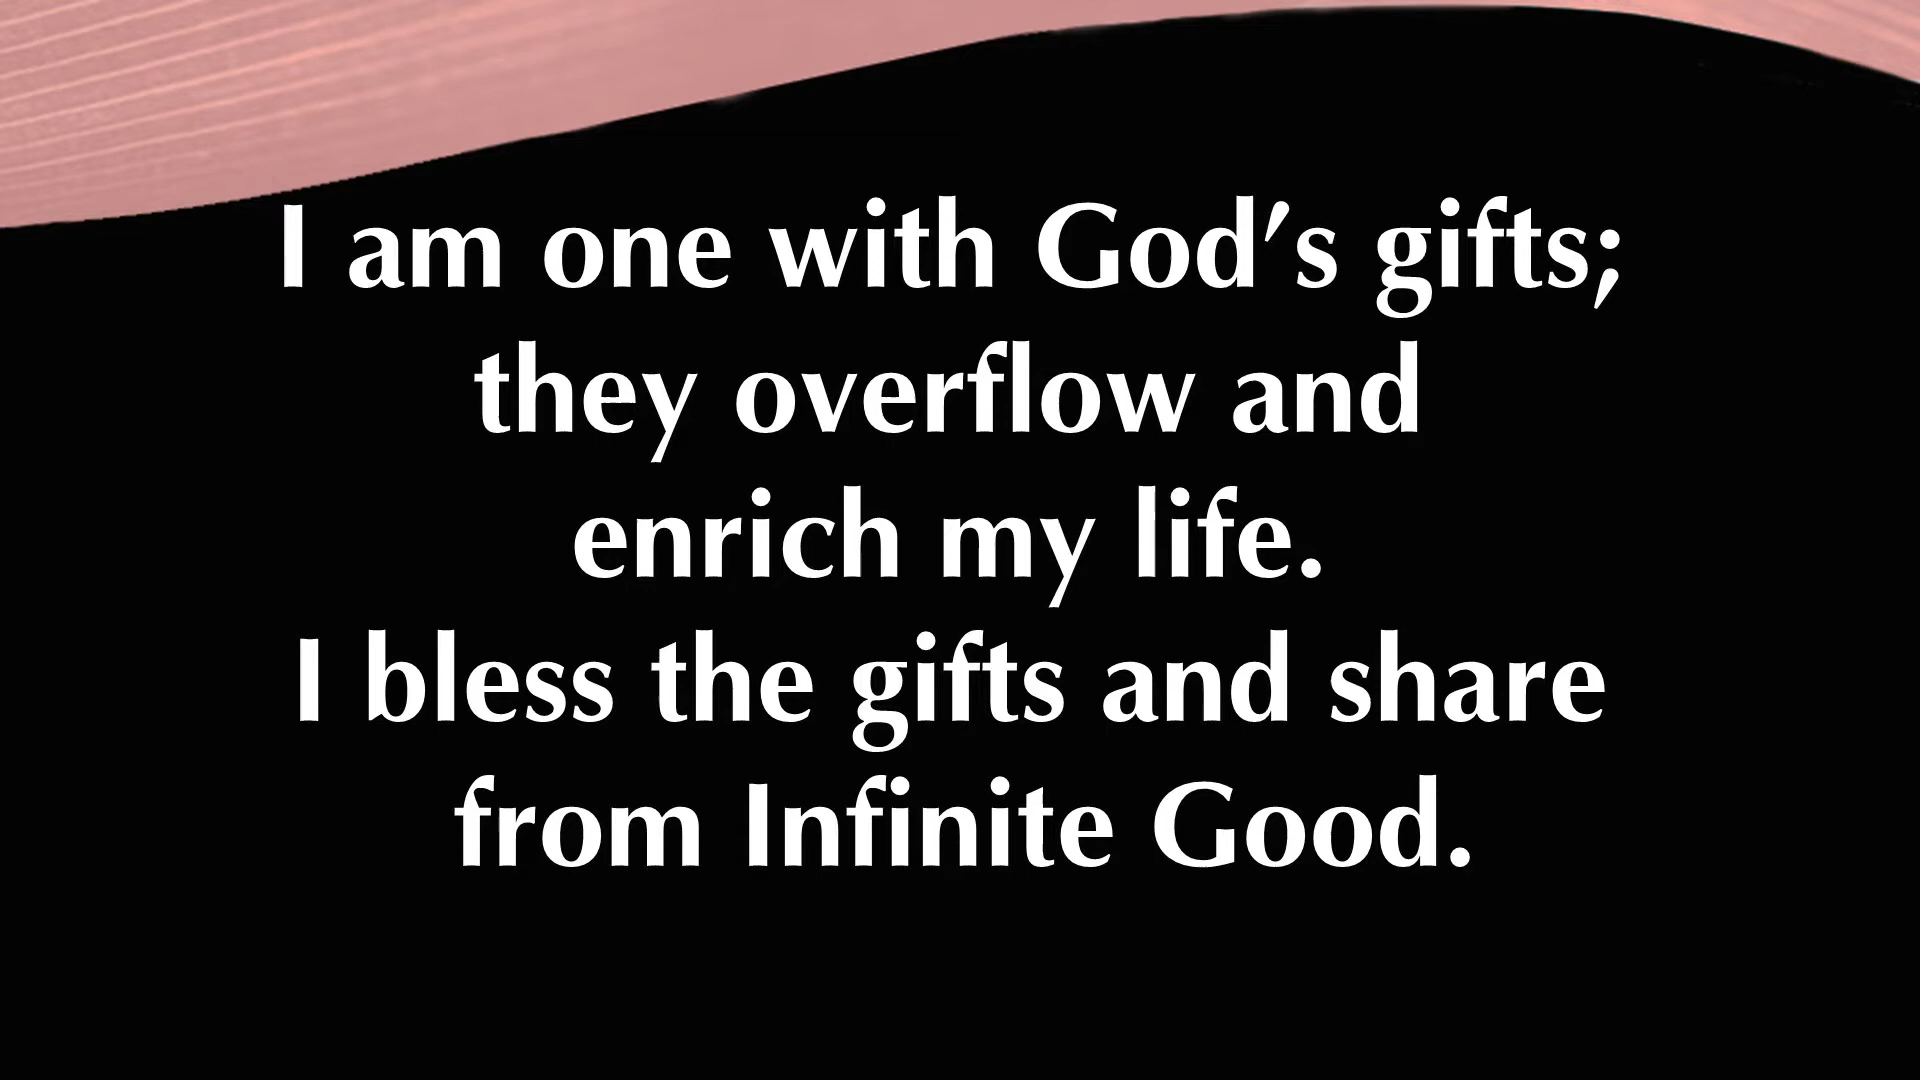 I am one with God’s gifts;
they overflow and
enrich my life.
I bless the gifts and share
from Infinite Good.